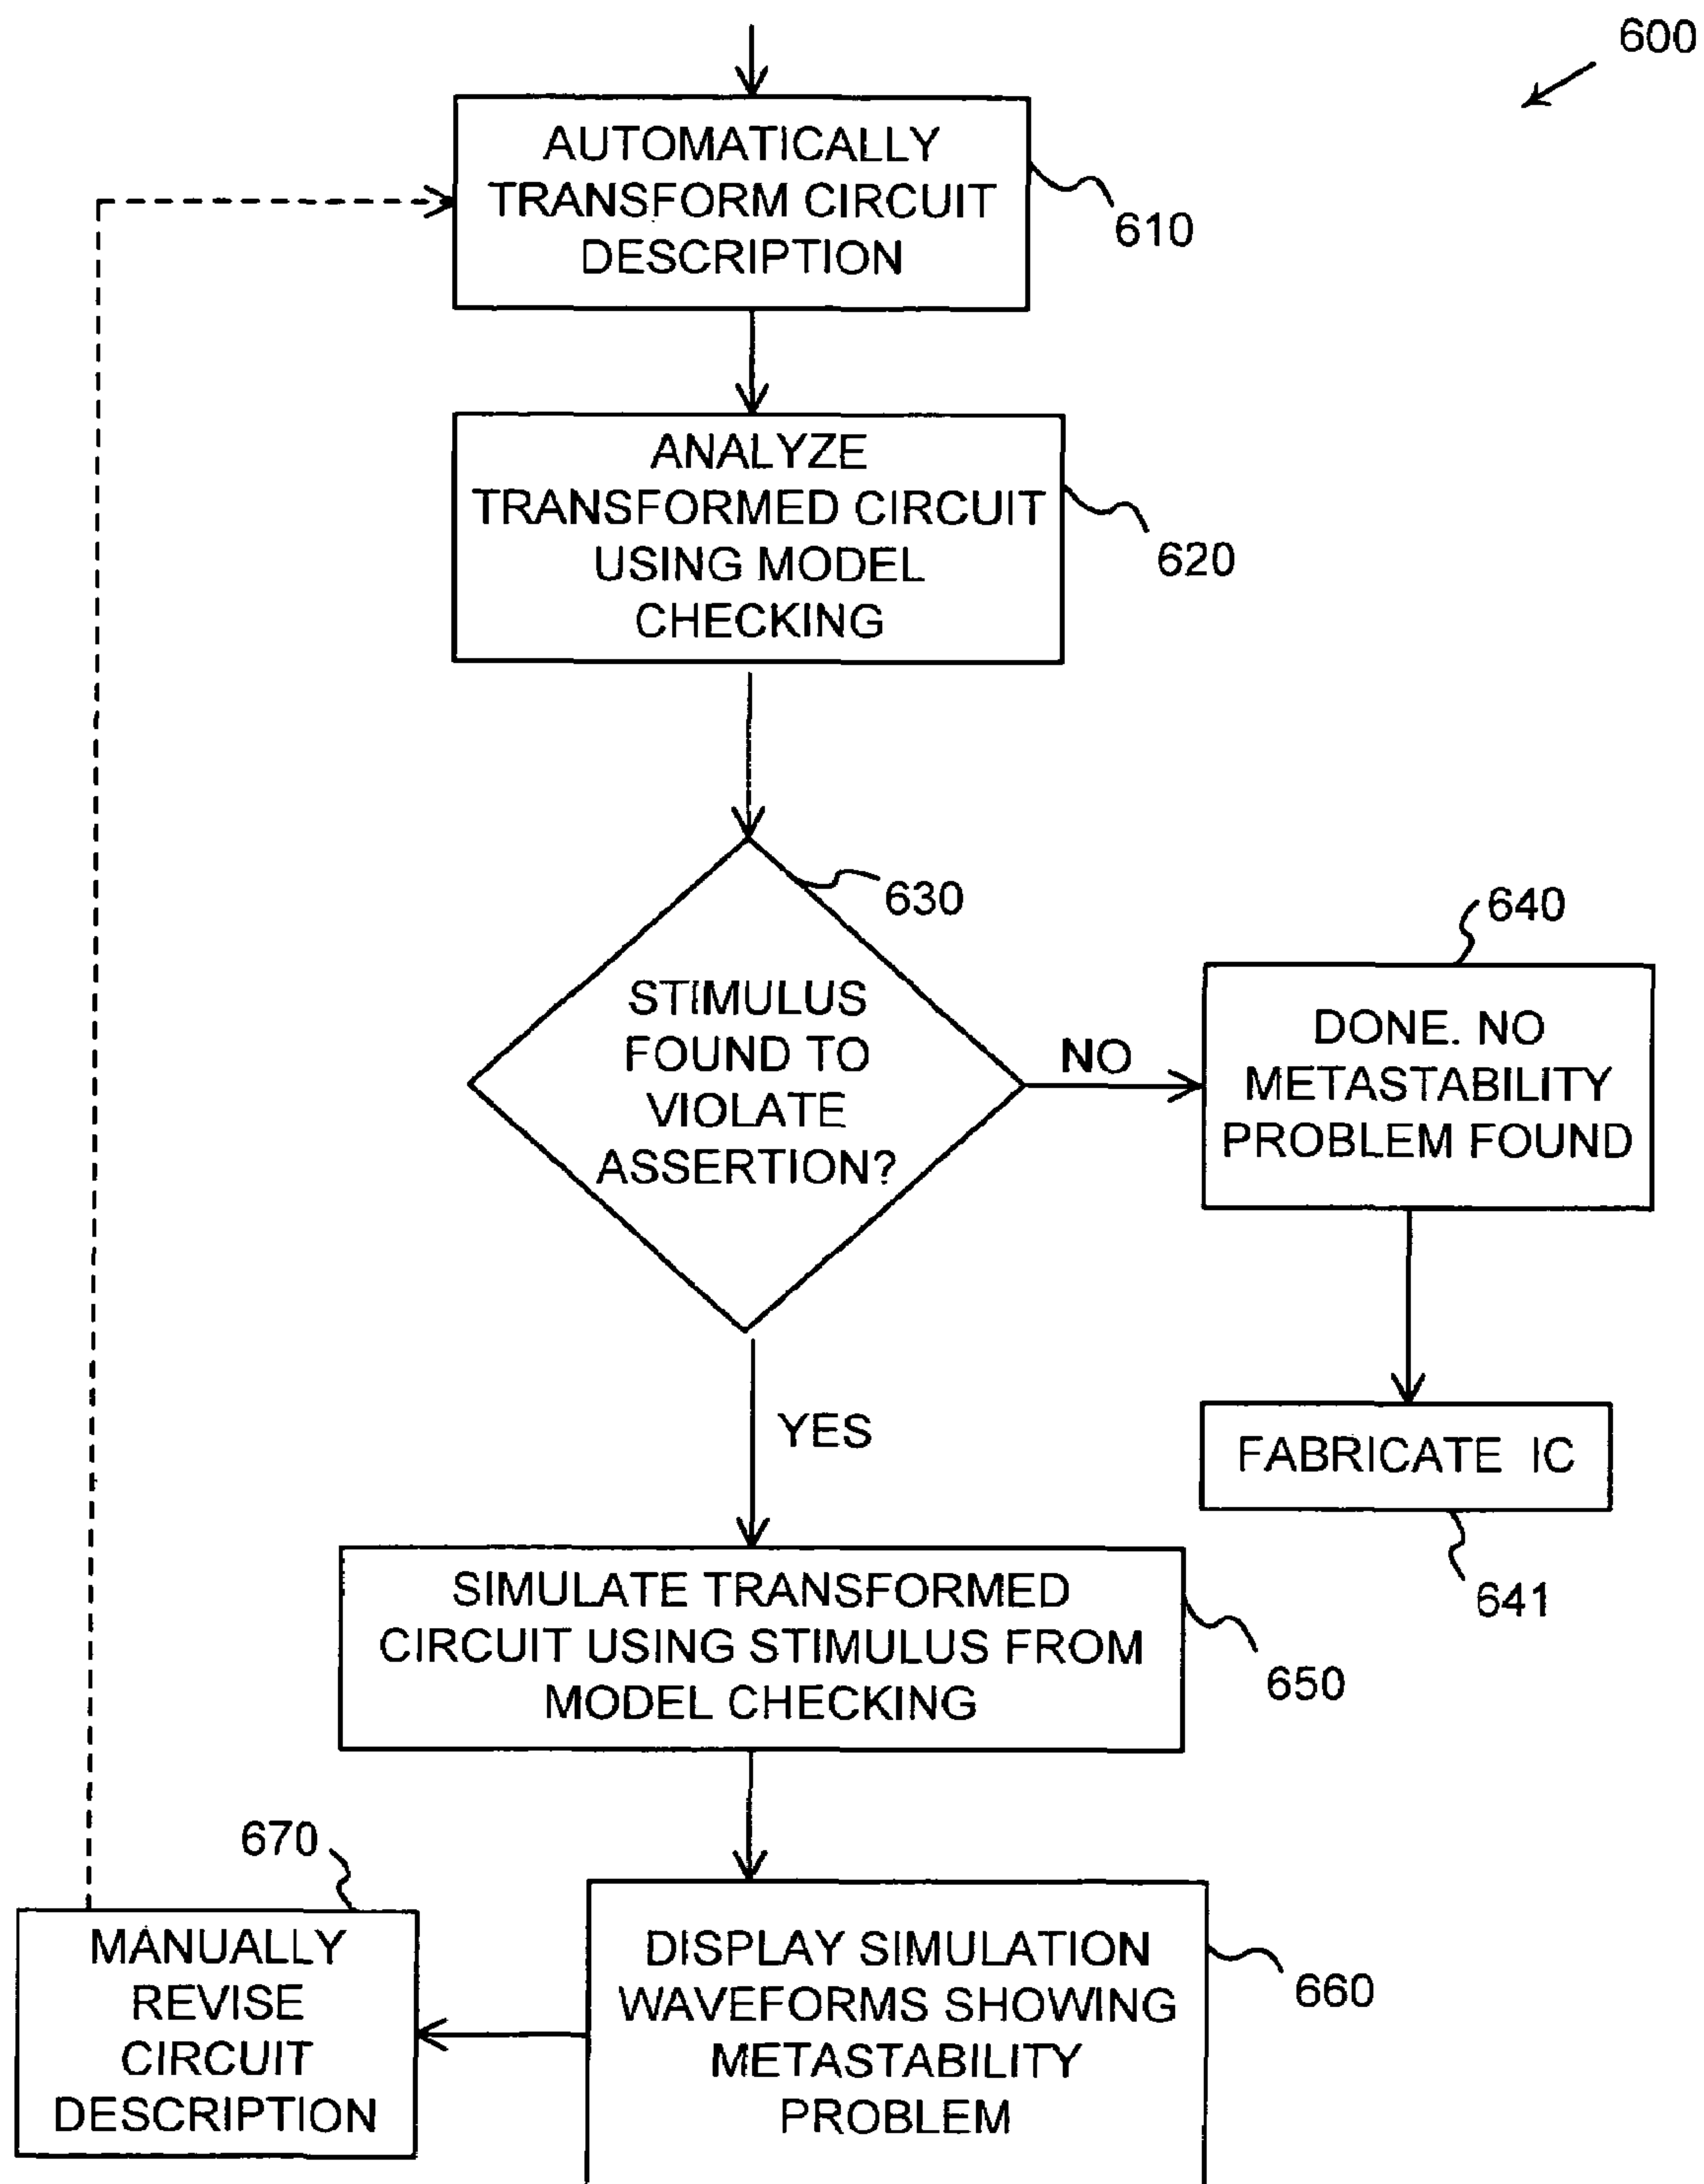 600
AUTOMATICALLY
TRANSFORM CIRCUIT
DESCRIPTION
610
ANALYZE
TRANSFORMED CIRCUIT
USING MODEL
CHECKING
620
630
STIMULUS
FOUND TO
VIOLATE
ASSERTION?
NO
640
DONE. NO
METASTABILITY
PROBLEM FOUND
YES
FABRICATE IC
641
SIMULATE TRANSFORMED
CIRCUIT USING STIMULUS FROM
MODEL CHECKING
650
670
MANUALLY
REVISE
CIRCUIT
DESCRIPTION
DISPLAY SIMULATION
WAVEFORMS SHOWING
METASTABILITY
PROBLEM
660